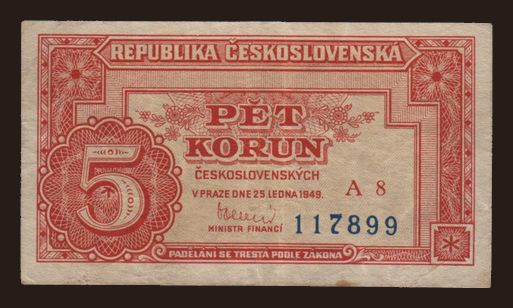 REPUBLIKA ČESKOSLOVENSKÁ
PĚT
KORUN
ČESKOSLOVENSKÝCH
V PRAZE DNE 25. LEDNA 1949.
A 8
5
117899
MINISTR FINANCÍ
PADĚLÁNÍ SE TRESTÁ PODLE ZÁKONA